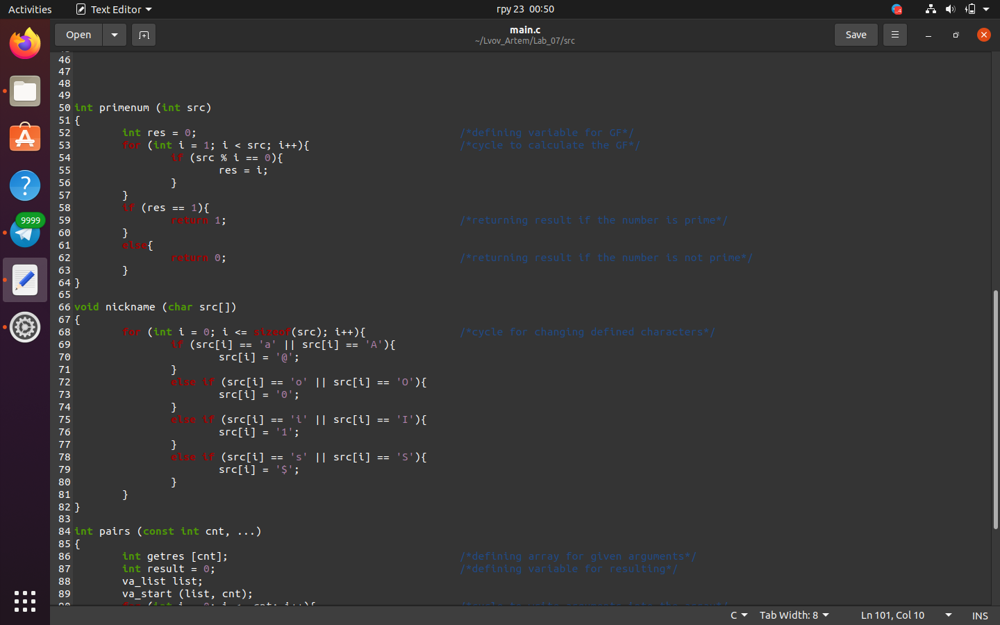 Activities Text Editor гру 23 00:50
Open main.c Save
~/Lvov_Artem/Lab_07/src
9999
46
47
48
49
50 int primenum (int src)
51 {
52 int res = 0; /*defining variable for GF*/
53 for (int i = 1; i < src; i++){ /*cycle to calculate the GF*/
54 if (src % i == 0){
55 res = i;
56 }
57 }
58 if (res == 1){
59 return 1; /*returning result if the number is prime*/
60 }
61 else{
62 return 0; /*returning result if the number is not prime*/
63 }
64 }
65
66 void nickname (char src[])
67 {
68 for (int i = 0; i <= sizeof(src); i++){ /*cycle for changing defined characters*/
69 if (src[i] == 'a' || src[i] == 'A'){
70 src[i] = '@';
71 }
72 else if (src[i] == 'o' || src[i] == 'O'){
73 src[i] = '0';
74 }
75 else if (src[i] == 'i' || src[i] == 'I'){
76 src[i] = '1';
77 }
78 else if (src[i] == 's' || src[i] == 'S'){
79 src[i] = '$';
80 }
81 }
82 }
83
84 int pairs (const int cnt, ...)
85 {
86 int getres [cnt]; /*defining array for given arguments*/
87 int result = 0; /*defining variable for resulting*/
88 va_list list;
89 va_start (list, cnt);
C Tab Width: 8 Ln 101, Col 10 INS